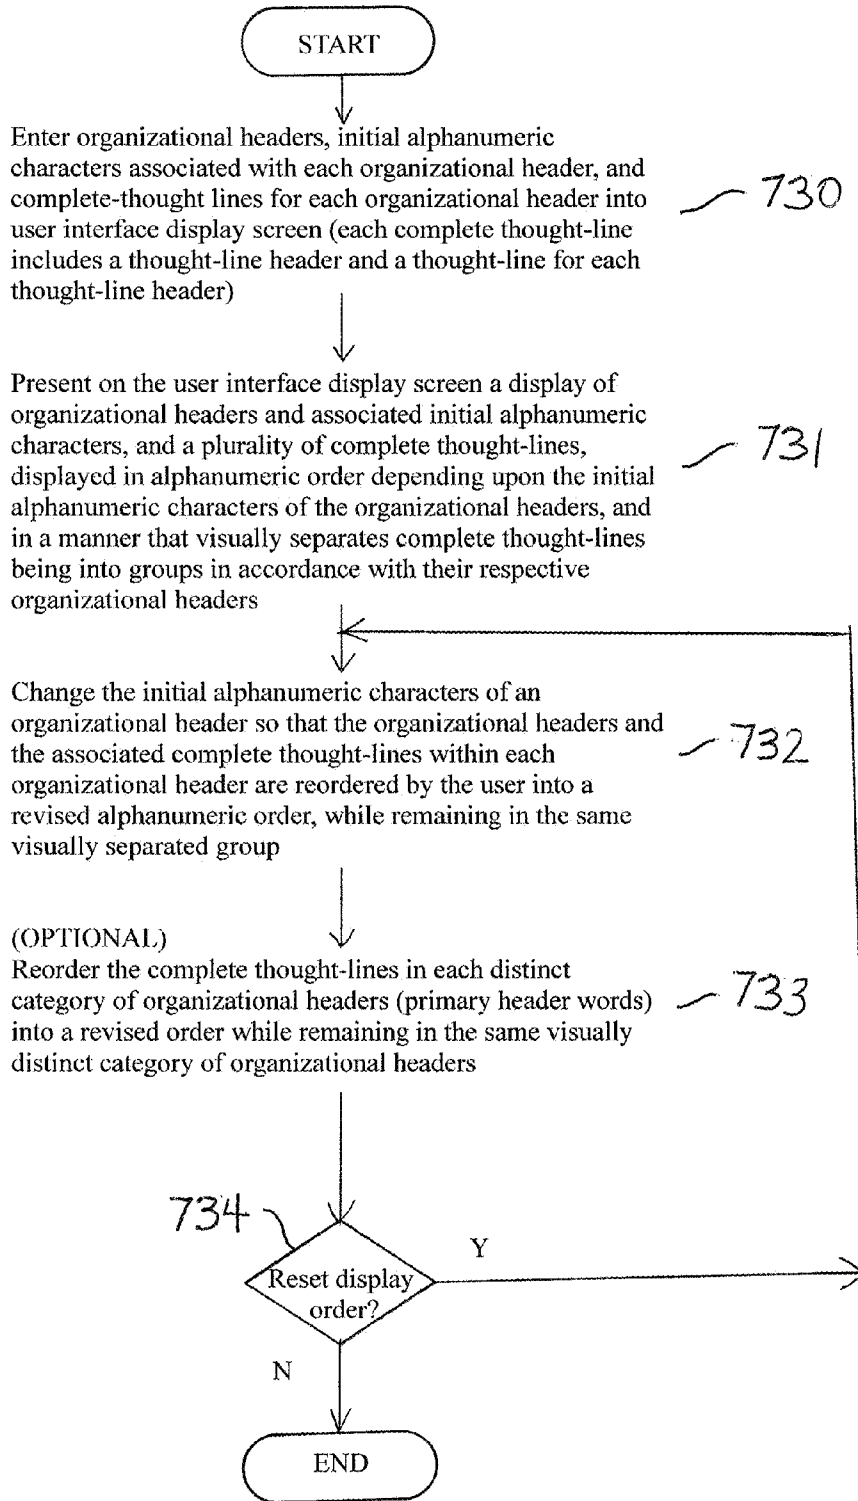 START
Enter organizational headers, initial alphanumeric
characters associated with each organizational header, and
complete-thought lines for each organizational header into
user interface display screen (each complete thought-line
includes a thought-line header and a thought-line for each
thought-line header)
730
Present on the user interface display screen a display of
organizational headers and associated initial alphanumeric
characters, and a plurality of complete thought-lines,
displayed in alphanumeric order depending upon the initial
alphanumeric characters of the organizational headers, and
in a manner that visually separates complete thought-lines
being into groups in accordance with their respective
organizational headers
731
Change the initial alphanumeric characters of an
organizational header so that the organizational headers and
the associated complete thought-lines within each
organizational header are reordered by the user into a
revised alphanumeric order, while remaining in the same
visually separated group
732
(OPTIONAL)
Reorder the complete thought-lines in each distinct
category of organizational headers (primary header words)
into a revised order while remaining in the same visually
distinct category of organizational headers
733
734
Reset display
order?
Y
N
END